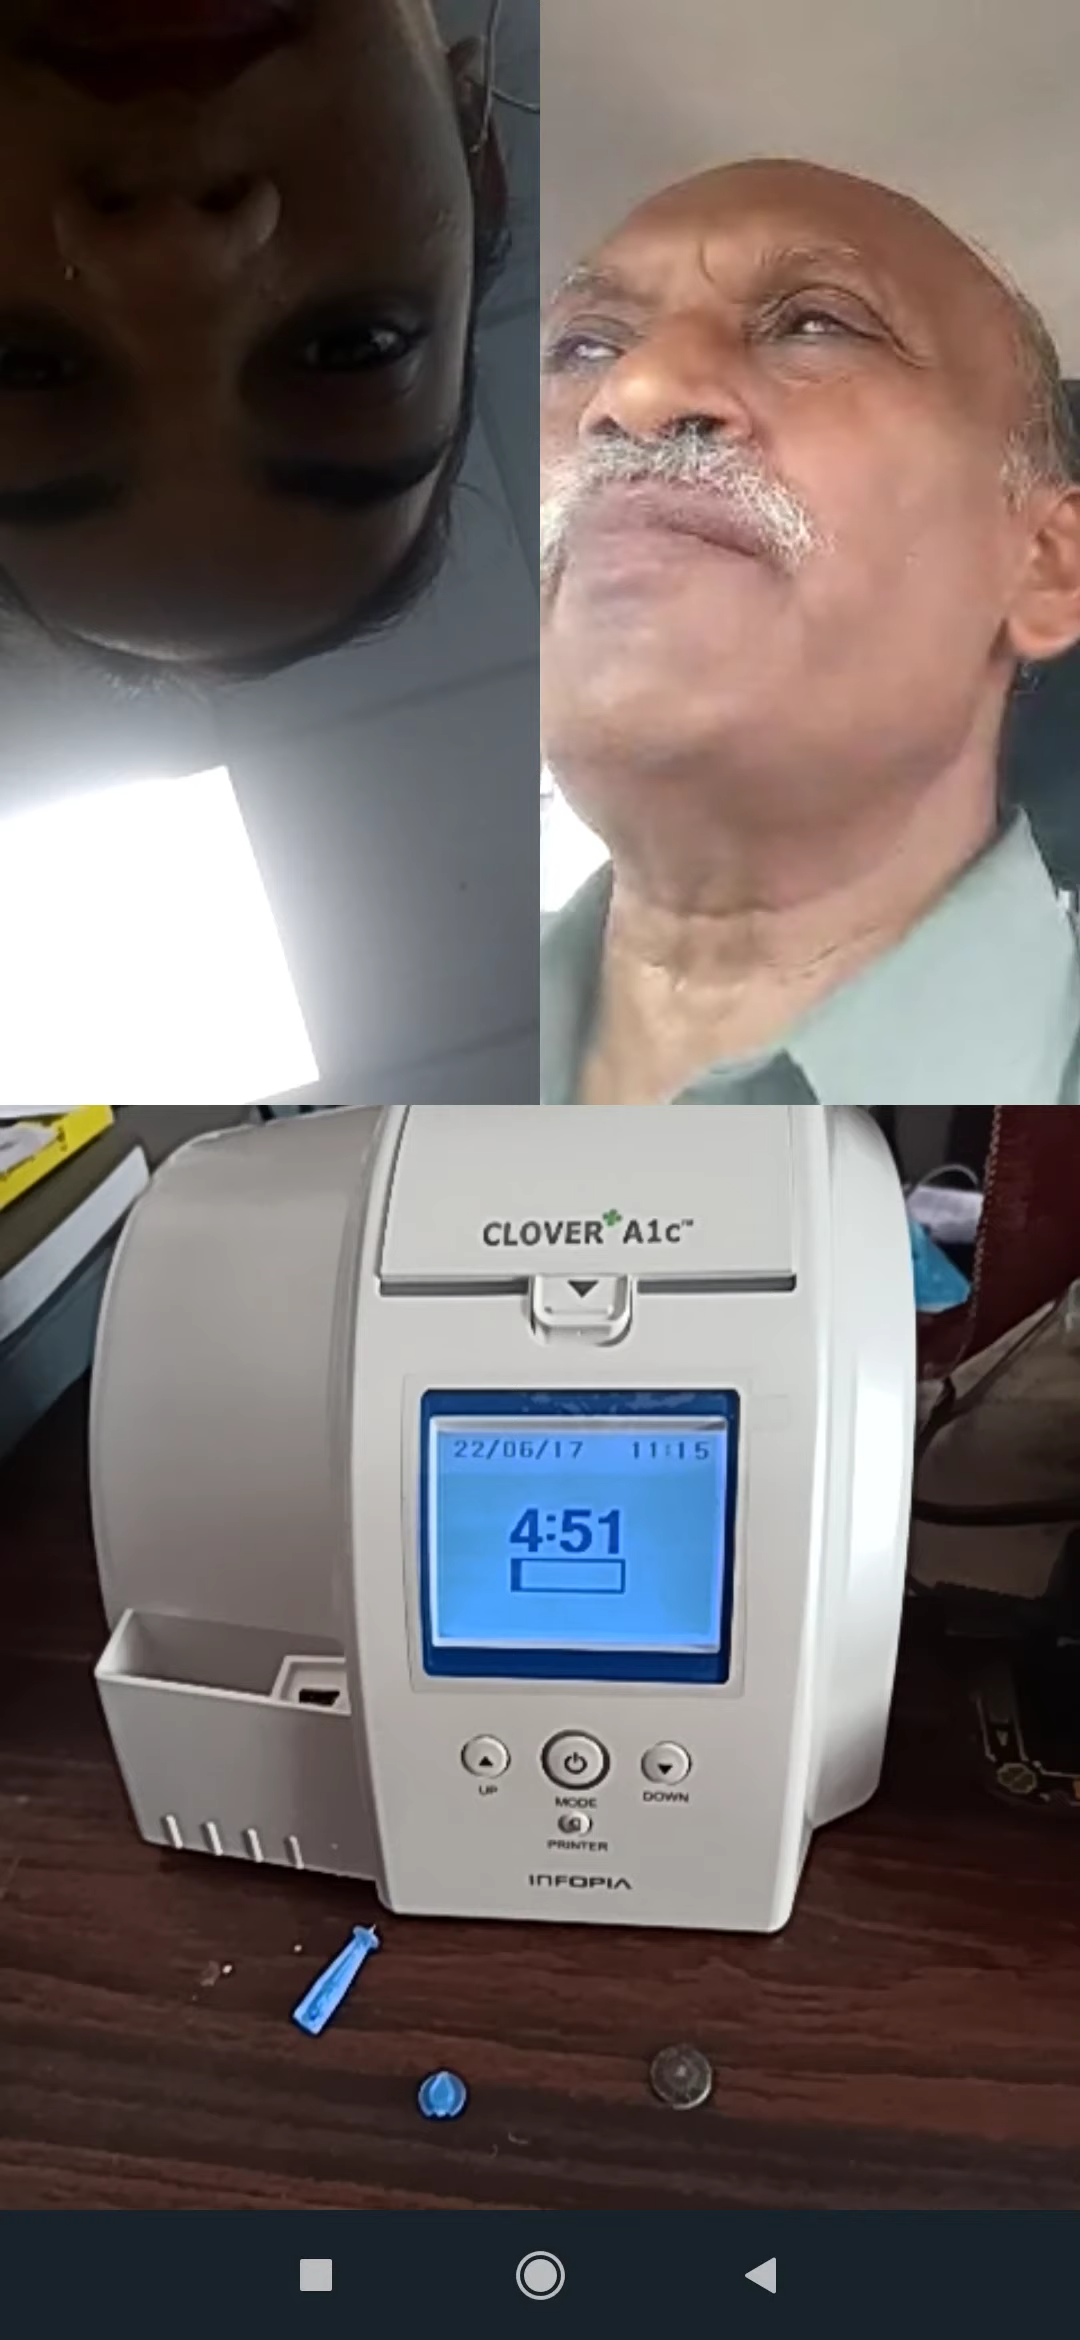 CLOVER A1c™
22/06/17 11:15
4:51
UP
MODE
DOWN
PRINTER
INFOPIA